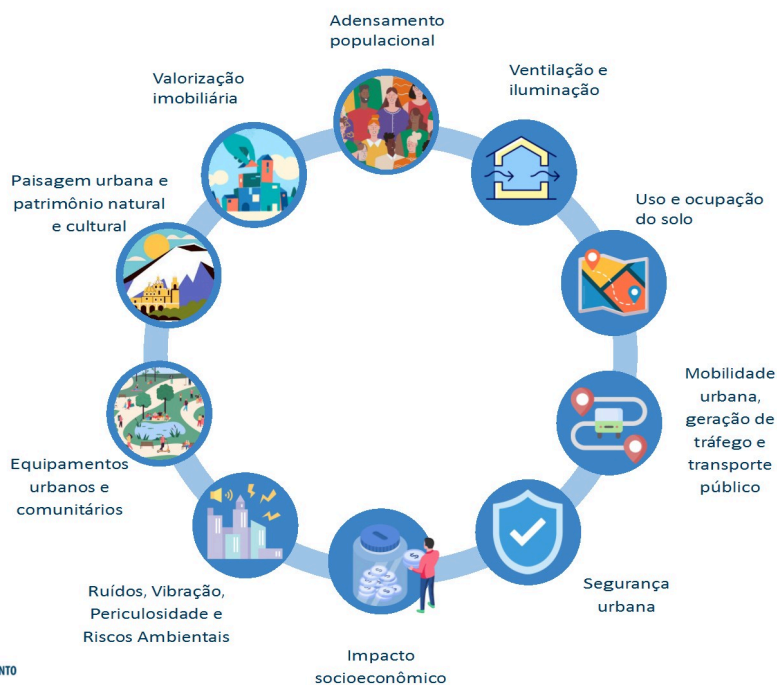 Adensamento
populacional
Ventilação e
iluminação
Uso e ocupação
do solo
Mobilidade
urbana,
geração de
tráfego e
transporte
público
Segurança
urbana
Impacto
socioeconômico
Ruídos, Vibração,
Periculosidade e
Riscos Ambientais
Equipamentos
urbanos e
comunitários
Paisagem urbana e
patrimônio natural
e cultural
Valorização
imobiliária
NTO